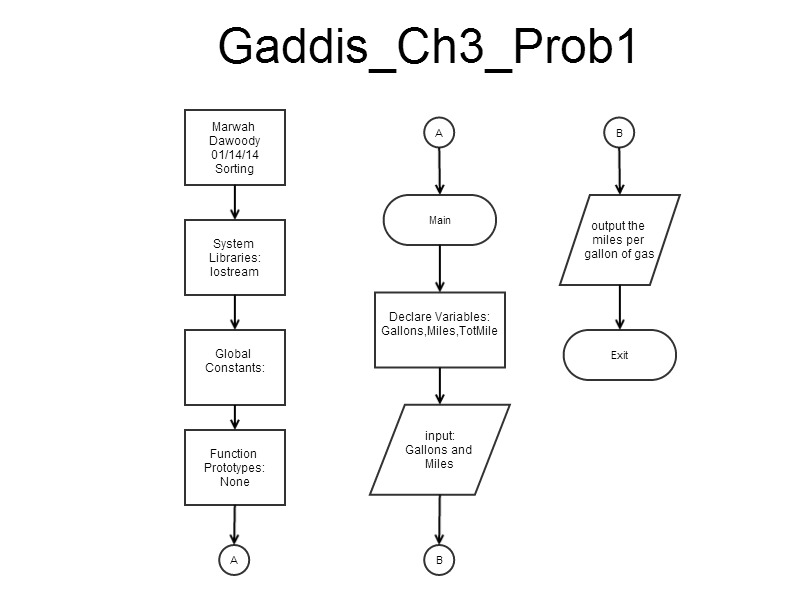 Gaddis_Ch3_Prob1
Marwah
Dawoody
01/14/14
Sorting
System
Libraries:
Iostream
Global
Constants:
Function
Prototypes:
None
A
A
Main
Declare Variables:
Gallons,Miles,TotMile
input:
Gallons and
Miles
B
B
output the
miles per
gallon of gas
Exit